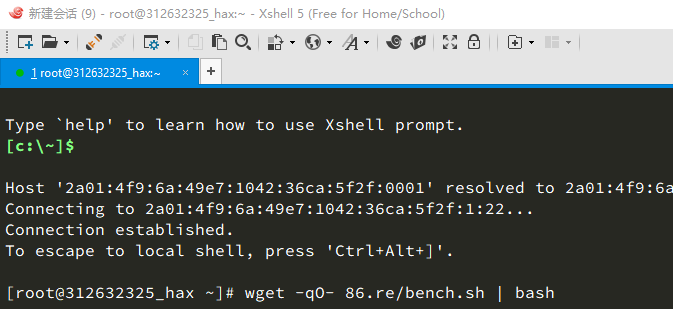 新建会话 (9) - root@312632325_hax:~ - Xshell 5 (Free for Home/School)
1 root@312632325_hax:~
Type `help' to learn how to use Xshell prompt.
[c:\~]$
Host '2a01:4f9:6a:49e7:1042:36ca:5f2f:0001' resolved to 2a01:4f9:6a
Connecting to 2a01:4f9:6a:49e7:1042:36ca:5f2f:1:22...
Connection established.
To escape to local shell, press 'Ctrl+Alt+]'.
[root@312632325_hax ~]# wget -qO- 86.re/bench.sh | bash